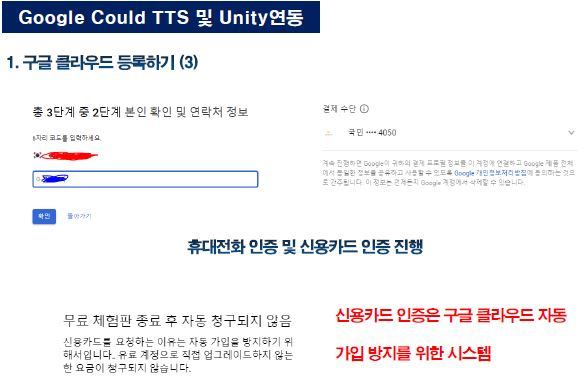 Google Could TTS 및 Unity연동
1. 구글 클라우드 등록하기 (3)
총 3단계 중 2단계 본인 확인 및 연락처 정보
6자리 코드를 입력하세요.
확인
돌아가기
결제 수단
국민 •••• 4050
계속 진행하면 Google이 귀하의 결제 프로필 정보를 이 계정에 연결하고 Google 제품 전체
에서 동일한 정보를 공유하고 사용할 수 있도록 Google 개인정보처리방침에 동의하는 것으
로 간주됩니다. 이 정보는 언제든지 Google 계정에서 삭제할 수 있습니다.
휴대전화 인증 및 신용카드 인증 진행
무료 체험판 종료 후 자동 청구되지 않음
신용카드를 요청하는 이유는 자동 가입을 방지하기 위
해서입니다. 유료 계정으로 직접 업그레이드하지 않는
한 요금이 청구되지 않습니다.
신용카드 인증은 구글 클라우드 자동
가입 방지를 위한 시스템